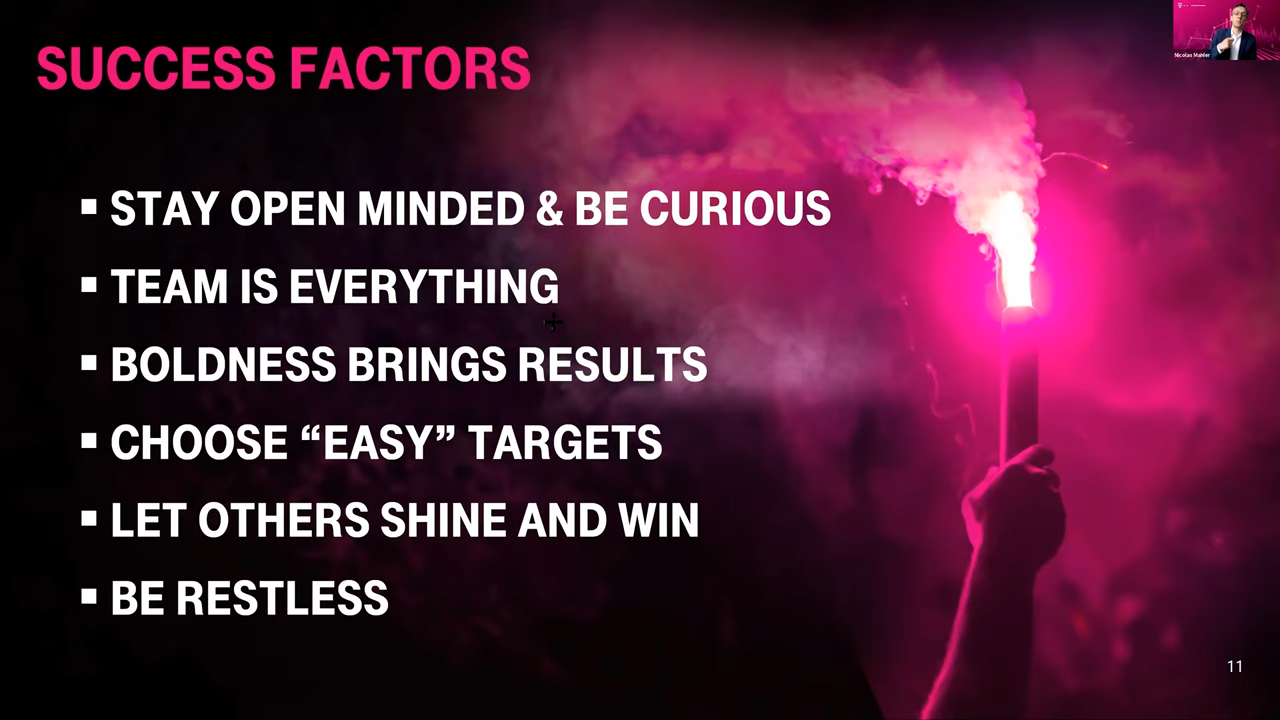 SUCCESS FACTORS
Nicolas Mahler
▪ STAY OPEN MINDED & BE CURIOUS
▪ TEAM IS EVERYTHING
▪ BOLDNESS BRINGS RESULTS
▪ CHOOSE “EASY” TARGETS
▪ LET OTHERS SHINE AND WIN
▪ BE RESTLESS
11